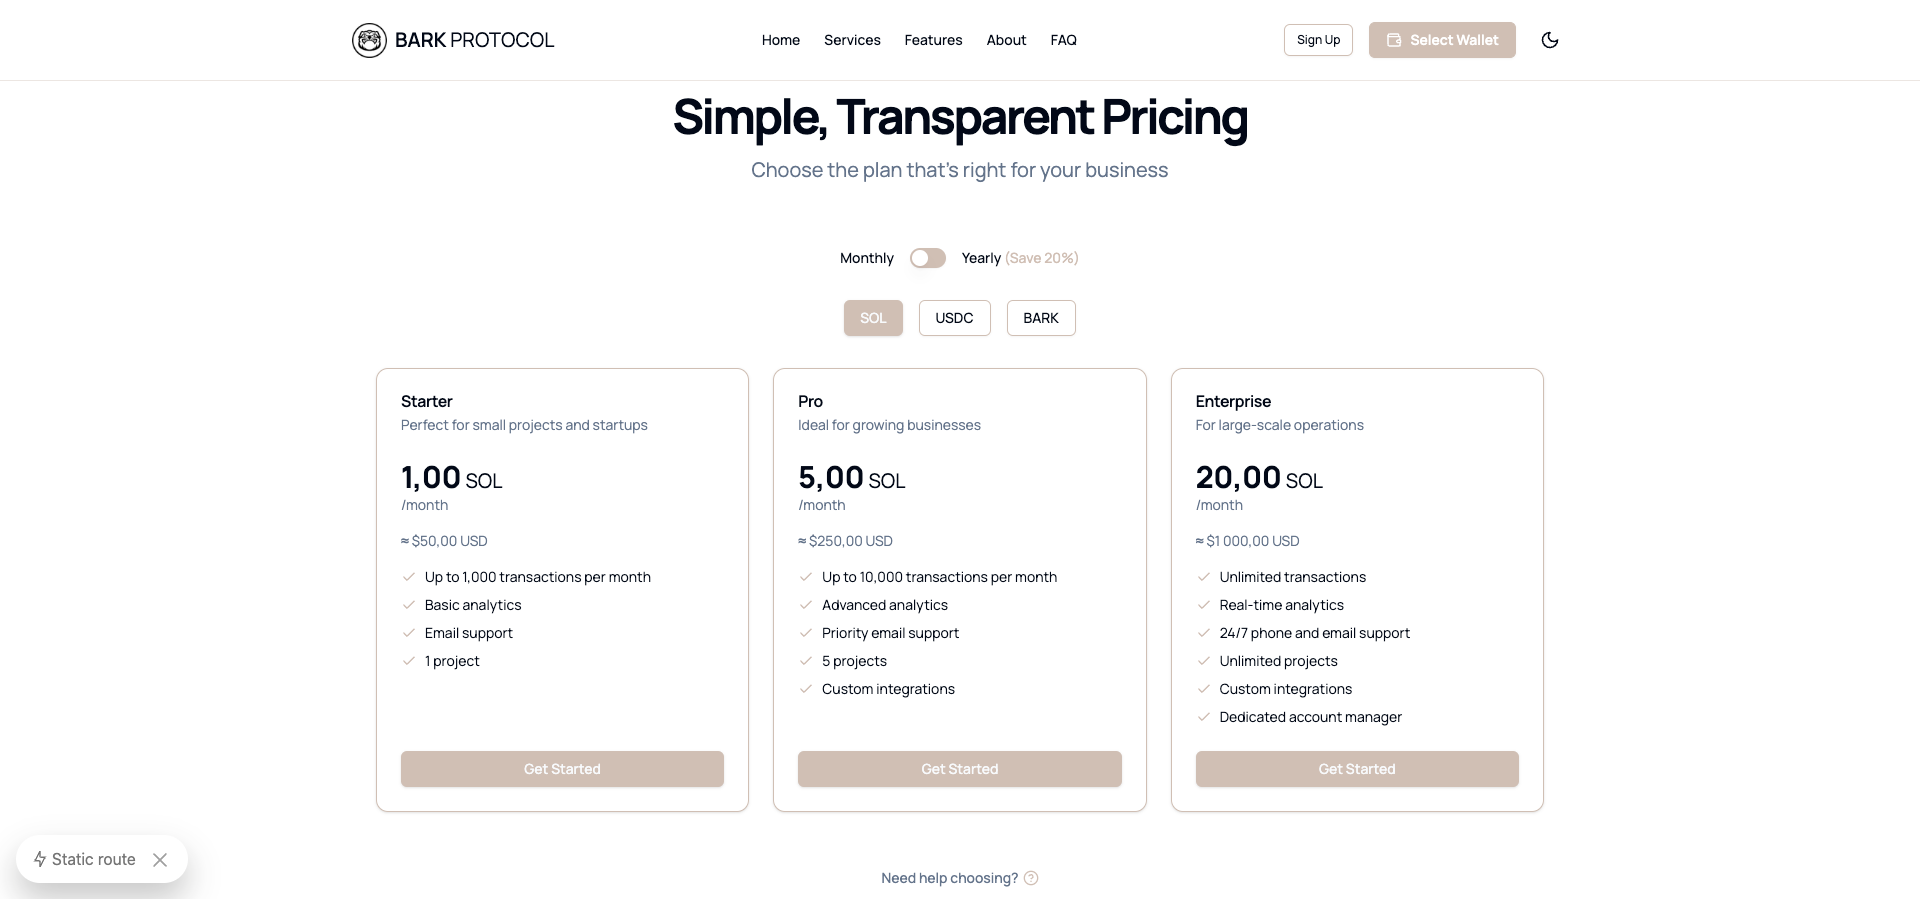 BARK PROTOCOL
Home Services Features About FAQ
Sign Up
Select Wallet
Simple, Transparent Pricing
Choose the plan that's right for your business
Monthly
Yearly (Save 20%)
SOL
USDC
BARK
Starter
Perfect for small projects and startups
1,00 SOL
/month
≈ $50,00 USD
Up to 1,000 transactions per month
Basic analytics
Email support
1 project
Get Started
Pro
Ideal for growing businesses
5,00 SOL
/month
≈ $250,00 USD
Up to 10,000 transactions per month
Advanced analytics
Priority email support
5 projects
Custom integrations
Get Started
Enterprise
For large-scale operations
20,00 SOL
/month
≈ $1 000,00 USD
Unlimited transactions
Real-time analytics
24/7 phone and email support
Unlimited projects
Custom integrations
Dedicated account manager
Get Started
Static route
Need help choosing?